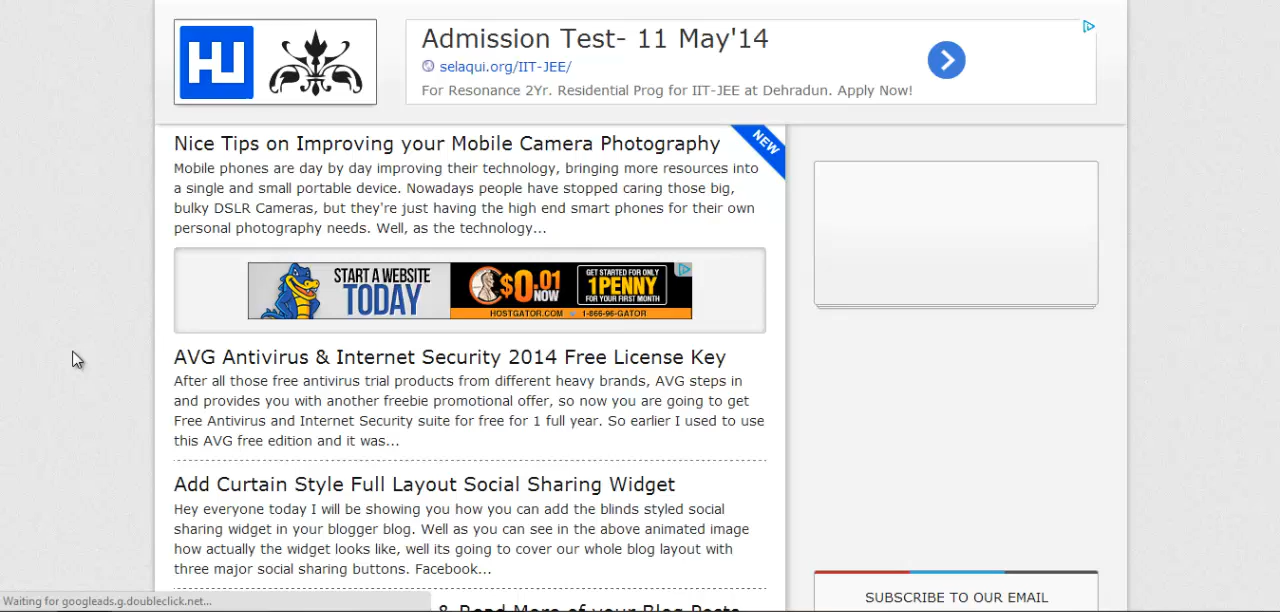 HU
Admission Test- 11 May'14
selaqui.org/IIT-JEE/
For Resonance 2Yr. Residential Prog for IIT-JEE at Dehradun. Apply Now!
NEW
Nice Tips on Improving your Mobile Camera Photography
Mobile phones are day by day improving their technology, bringing more resources into
a single and small portable device. Nowadays people have stopped caring those big,
bulky DSLR Cameras, but they're just having the high end smart phones for their own
personal photography needs. Well, as the technology...
START A WEBSITE
TODAY
$0.01
NOW
GET STARTED FOR ONLY
1PENNY
FOR YOUR FIRST MONTH
HOSTGATOR.COM 1-866-96-GATOR
AVG Antivirus & Internet Security 2014 Free License Key
After all those free antivirus trial products from different heavy brands, AVG steps in
and provides you with another freebie promotional offer, so now you are going to get
Free Antivirus and Internet Security suite for free for 1 full year. So earlier I used to use
this AVG free edition and it was...
Add Curtain Style Full Layout Social Sharing Widget
Hey everyone today I will be showing you how you can add the blinds styled social
sharing widget in your blogger blog. Well as you can see in the above animated image
how actually the widget looks like, well its going to cover our whole blog layout with
three major social sharing buttons. Facebook...
& Read More of your Blog Posts
SUBSCRIBE TO OUR EMAIL
Waiting for googleads.g.doubleclick.net...